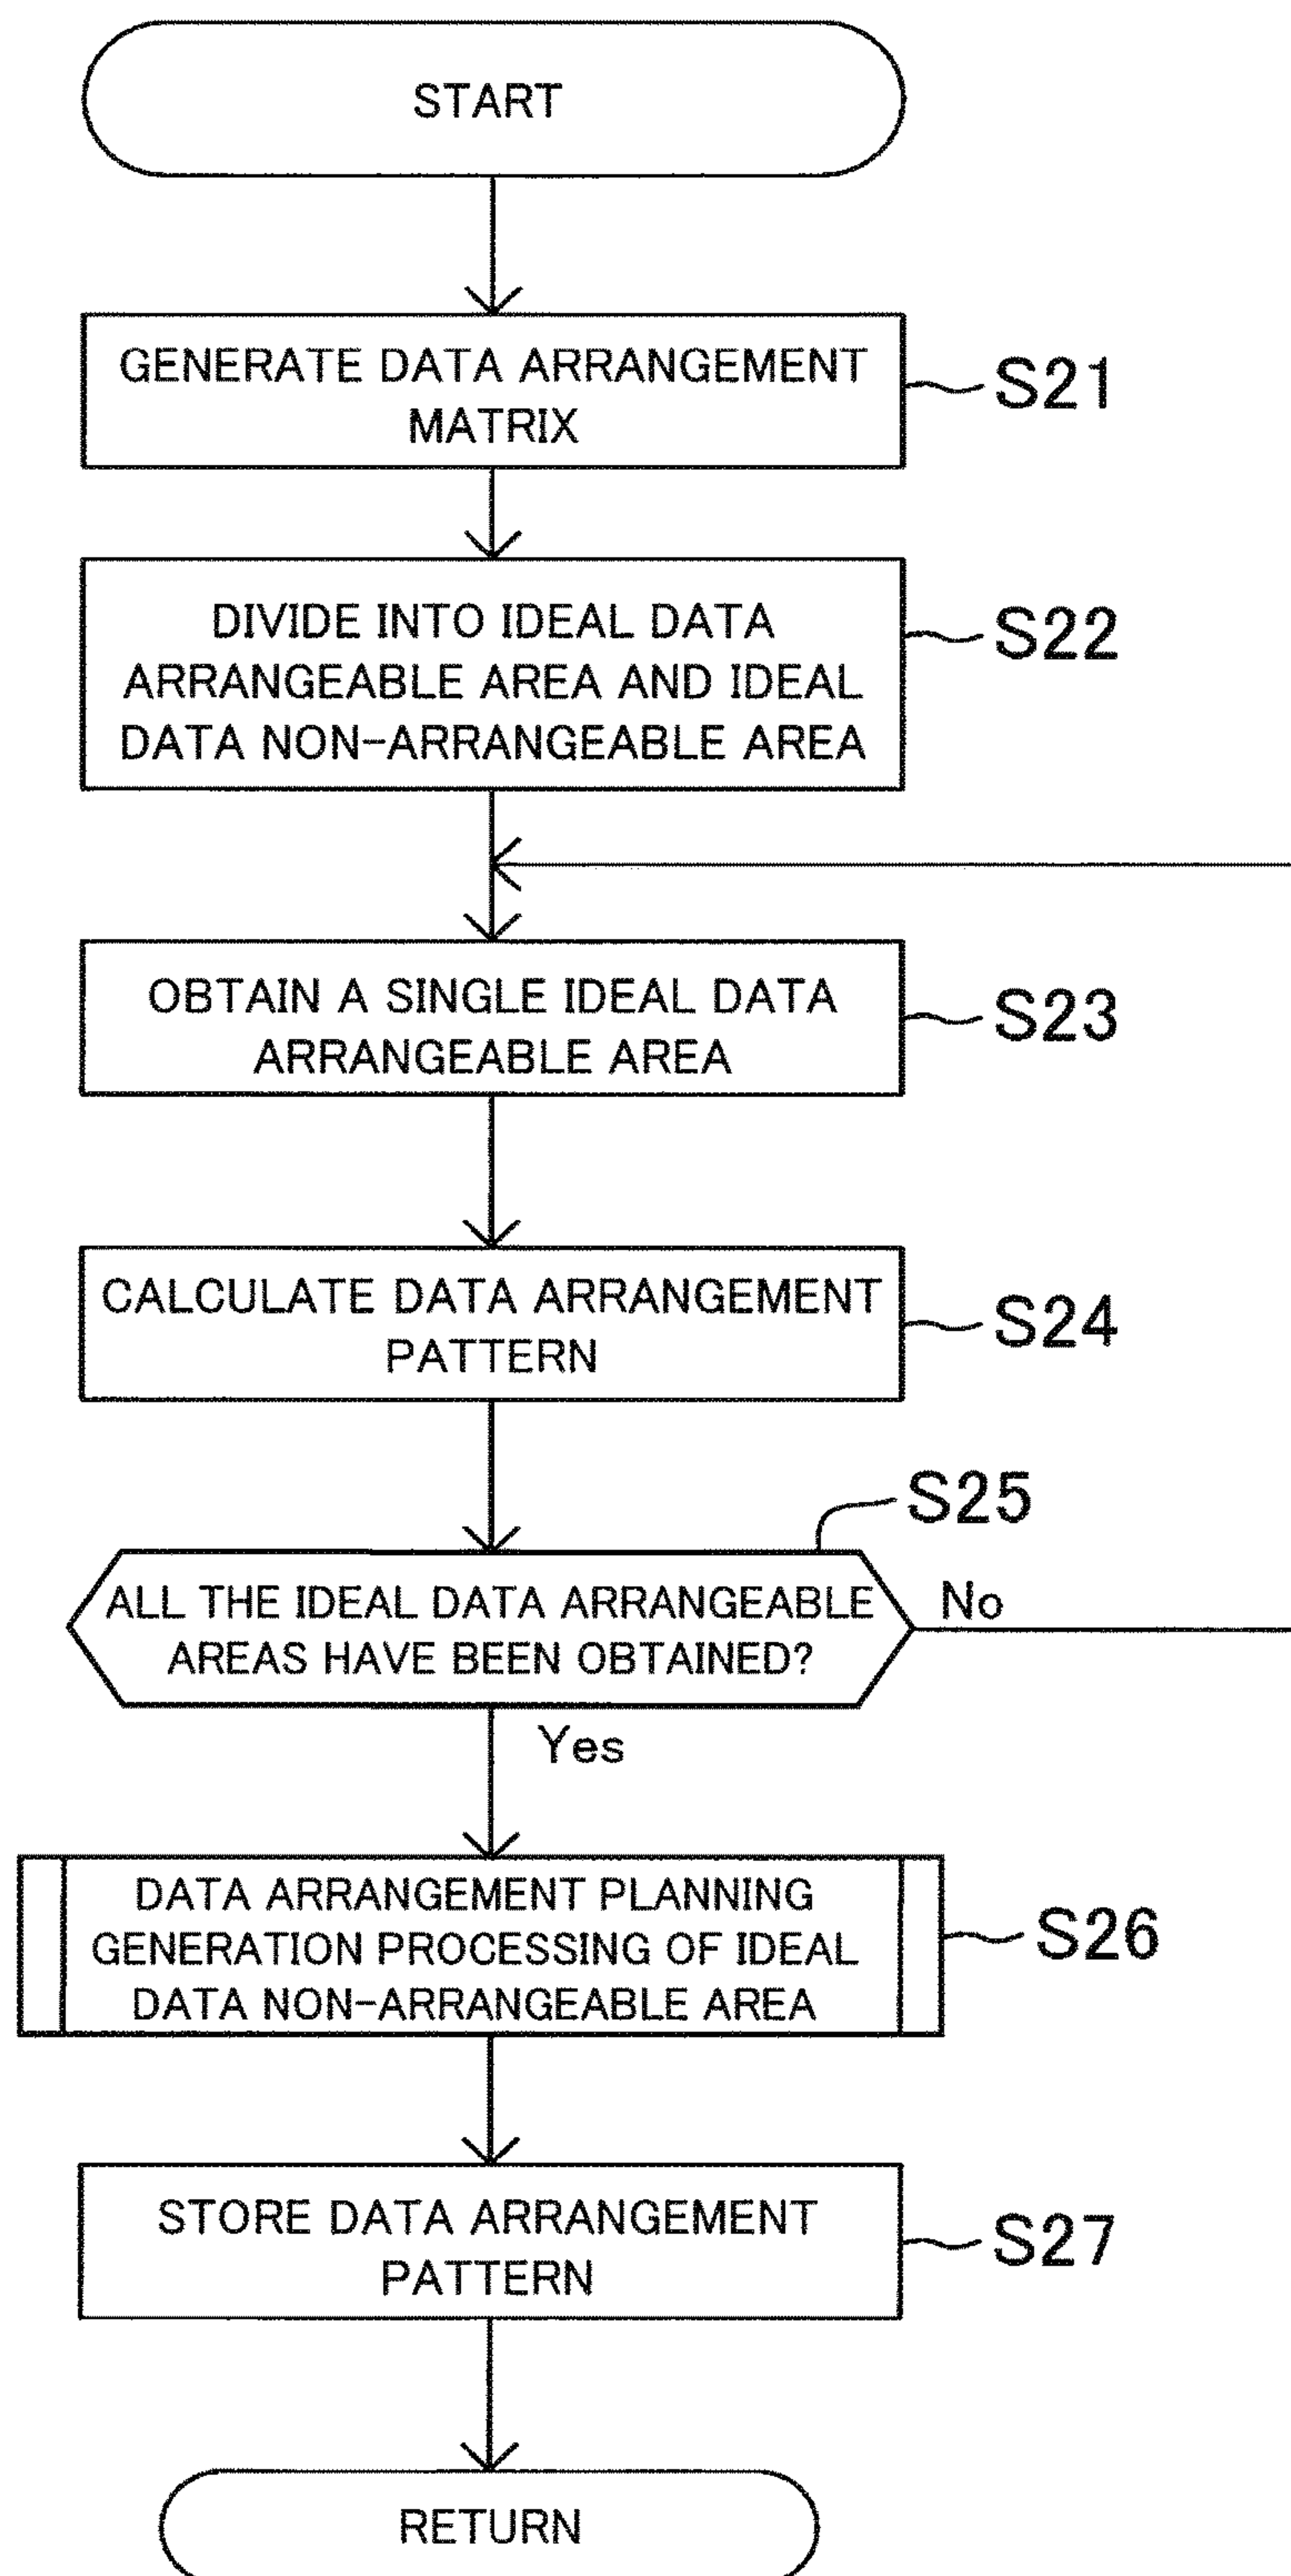 START
GENERATE DATA ARRANGEMENT
MATRIX
S21
DIVIDE INTO IDEAL DATA
ARRANGEABLE AREA AND IDEAL
DATA NON-ARRANGEABLE AREA
S22
OBTAIN A SINGLE IDEAL DATA
ARRANGEABLE AREA
S23
CALCULATE DATA ARRANGEMENT
PATTERN
S24
S25
ALL THE IDEAL DATA ARRANGEABLE
AREAS HAVE BEEN OBTAINED?
No
Yes
DATA ARRANGEMENT PLANNING
GENERATION PROCESSING OF IDEAL
DATA NON-ARRANGEABLE AREA
S26
STORE DATA ARRANGEMENT
PATTERN
S27
RETURN